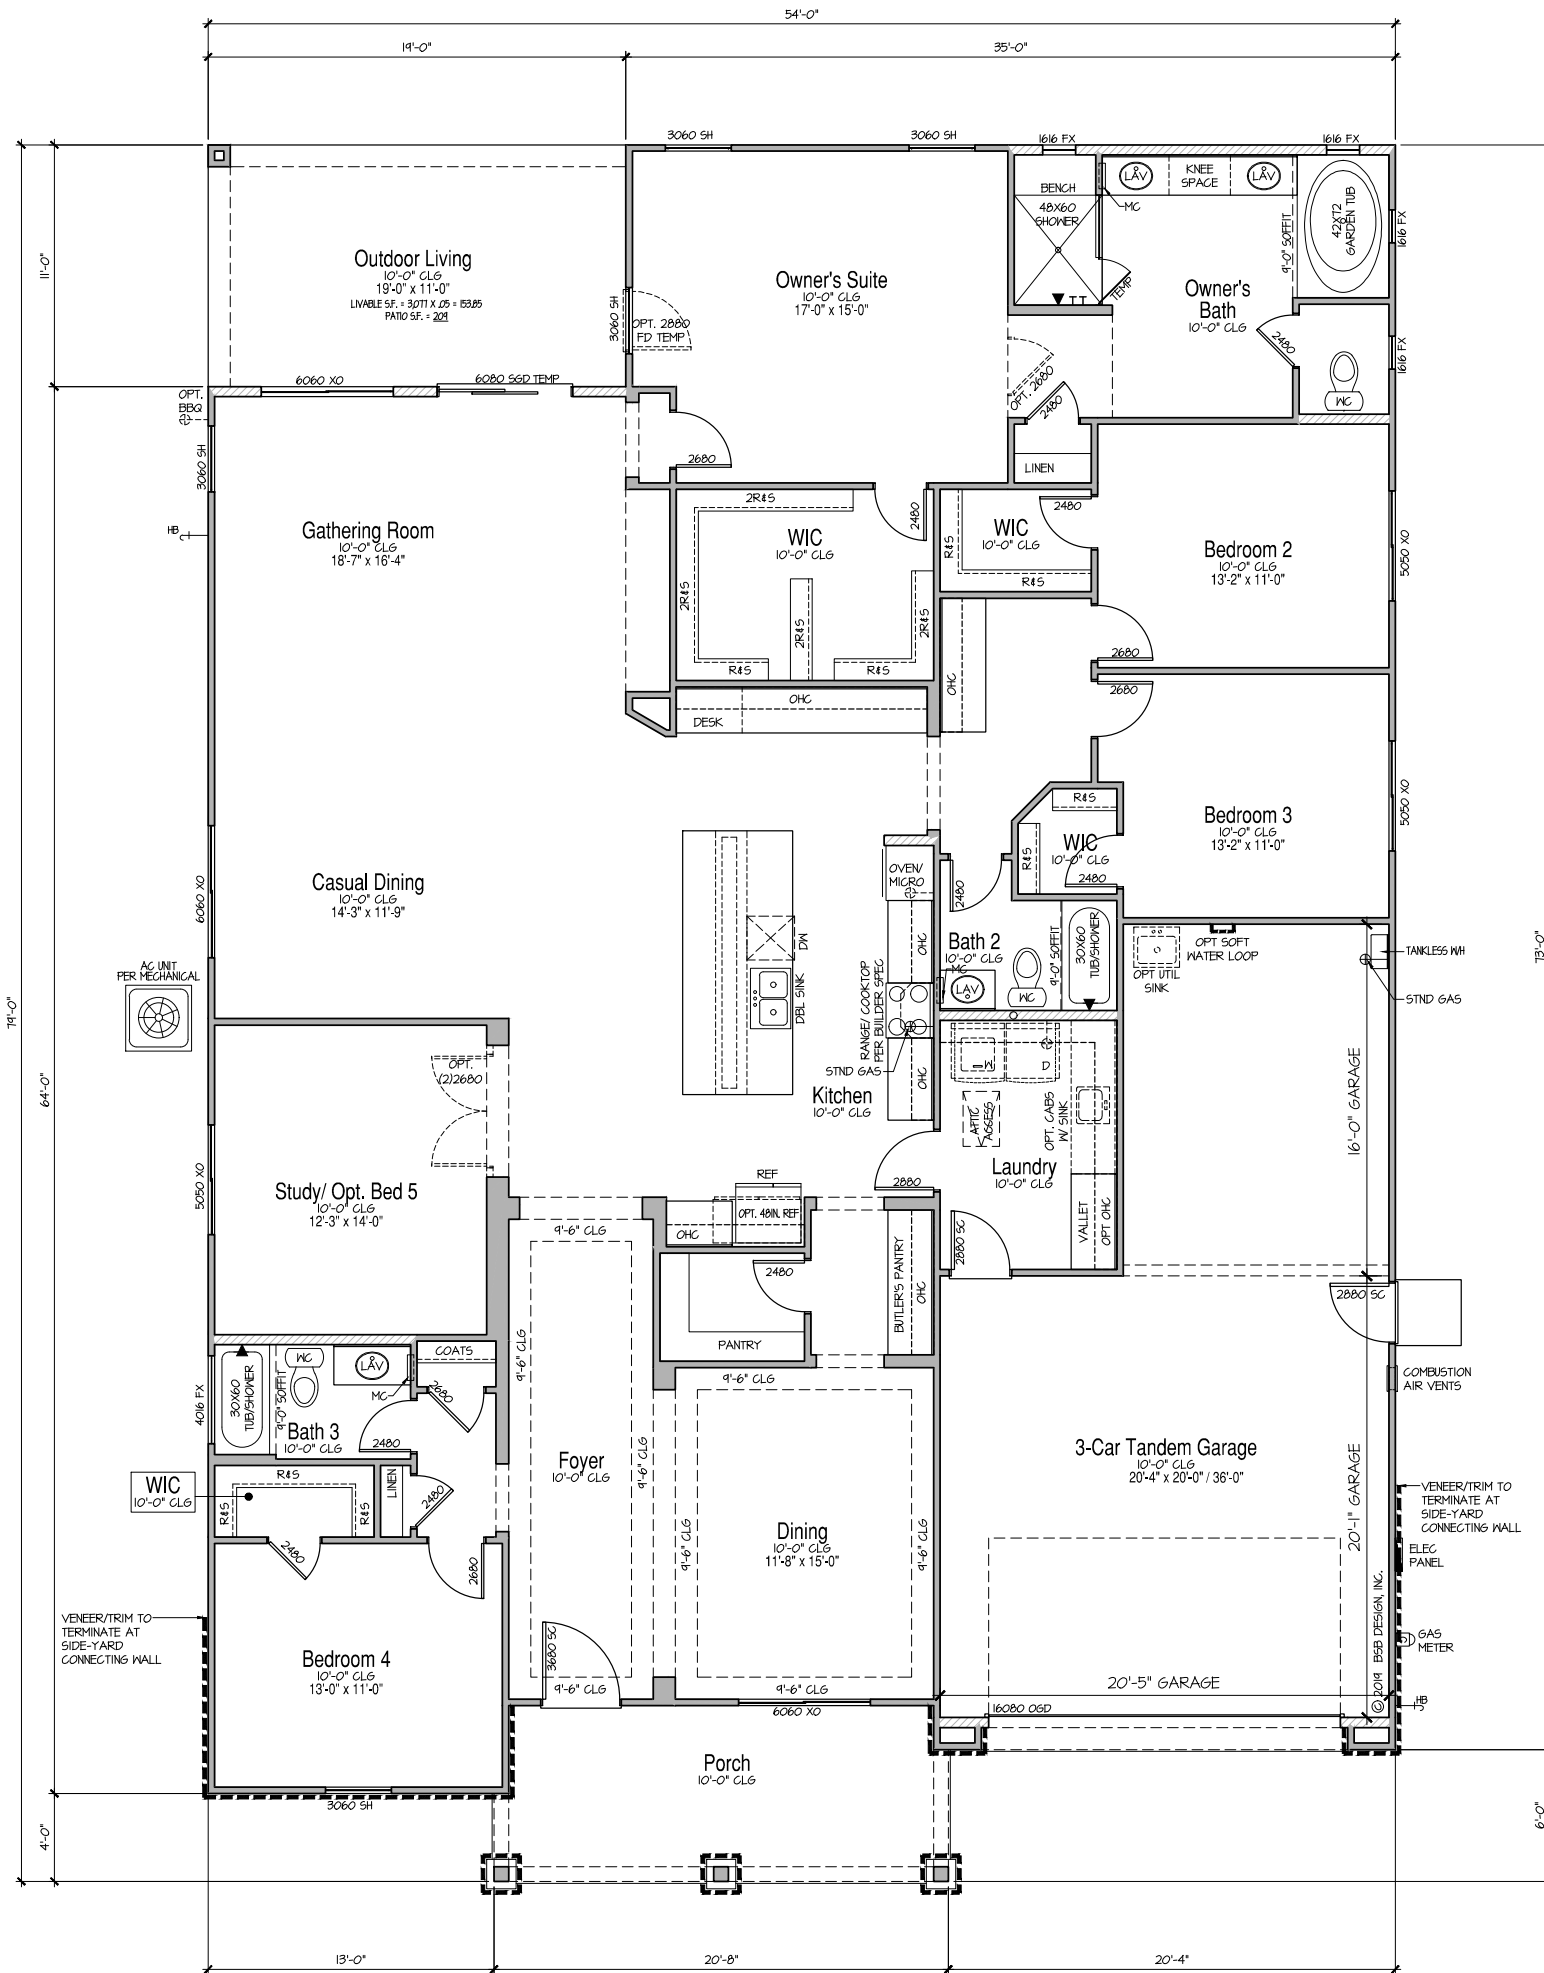 54'-0"
19'-0"
35'-0"
3060 SH
3060 SH
1616 FX
1616 FX
LAV
KNEE
SPACE
LAV
BENCH
MC
48X60
SHOWER
42X72
GARDEN TUB
1616 FX
9'-0" SOFFIT
TEMP
TT
11'-0"
Outdoor Living
10'-0" CLG
19'-0" x 11'-0"
LIVABLE S.F. = 3,077 X .05 = 153.85
PATIO S.F. = 209
Owner's Suite
10'-0" CLG
17'-0" x 15'-0"
Owner's
Bath
10'-0" CLG
3060 SH
OPT. 2880
FD TEMP
2480
1616 FX
WC
OPT. 2680
2480
LINEN
6060 XO
6080 SGD TEMP
OPT.
BBQ
3060 SH
HB
2680
Gathering Room
10'-0" CLG
18'-7" x 16'-4"
2R&S
2480
WIC
10'-0" CLG
2R&S
2R&S
2R&S
R&S
R&S
WIC
10'-0" CLG
R&S
R&S
2480
Bedroom 2
10'-0" CLG
13'-2" x 11'-0"
5050 XO
2680
2680
OHC
DESK
OHC
Bedroom 3
10'-0" CLG
13'-2" x 11'-0"
5050 XO
R&S
R&S
WIC
10'-0" CLG
2480
Casual Dining
10'-0" CLG
14'-3" x 11'-9"
6060 XO
OVEN/
MICRO
OHC
2480
Bath 2
10'-0" CLG
MC
LAV
WC
9'-0" SOFFIT
30X60
TUB/SHOWER
OPT UTIL
SINK
OPT SOFT
WATER LOOP
TANKLESS WH
STND GAS
73'-0"
79'-0"
64'-0"
AC UNIT
PER MECHANICAL
DW
DBL SINK
RANGE/ COOKTOP
PER BUILDER SPEC
STND GAS
OHC
Kitchen
10'-0" CLG
W
D
ATTIC
ACCESS
OPT. CABS
W/ SINK
Laundry
10'-0" CLG
2880
2880 SC
VALLET
OPT OHC
16'-0" GARAGE
OPT.
(2)2680
5050 XO
Study/ Opt. Bed 5
10'-0" CLG
12'-3" x 14'-0"
REF
OPT. 48IN. REF
OHC
9'-6" CLG
2480
PANTRY
BUTLER'S PANTRY
OHC
2880 SC
COMBUSTION
AIR VENTS
COATS
WC
LAV
MC
30X60
TUB/SHOWER
9'-0" SOFFIT
4016 FX
Bath 3
10'-0" CLG
2480
2680
9'-6" CLG
9'-6" CLG
9'-6" CLG
Foyer
10'-0" CLG
9'-6" CLG
3-Car Tandem Garage
10'-0" CLG
20'-4" x 20'-0" / 36'-0"
WIC
10'-0" CLG
R&S
R&S
R&S
LINEN
2480
2480
2680
Dining
10'-0" CLG
11'-8" x 15'-0"
9'-6" CLG
9'-6" CLG
20'-1" GARAGE
VENEER/TRIM TO
TERMINATE AT
SIDE-YARD
CONNECTING WALL
ELEC
PANEL
GAS
METER
HB
© 2019 BSB DESIGN, INC.
VENEER/TRIM TO
TERMINATE AT
SIDE-YARD
CONNECTING WALL
Bedroom 4
10'-0" CLG
13'-0" x 11'-0"
3680 SC
9'-6" CLG
9'-6" CLG
6060 XO
20'-5" GARAGE
16080 OGD
Porch
10'-0" CLG
3060 SH
4'-0"
6'-0"
13'-0"
20'-8"
20'-4"